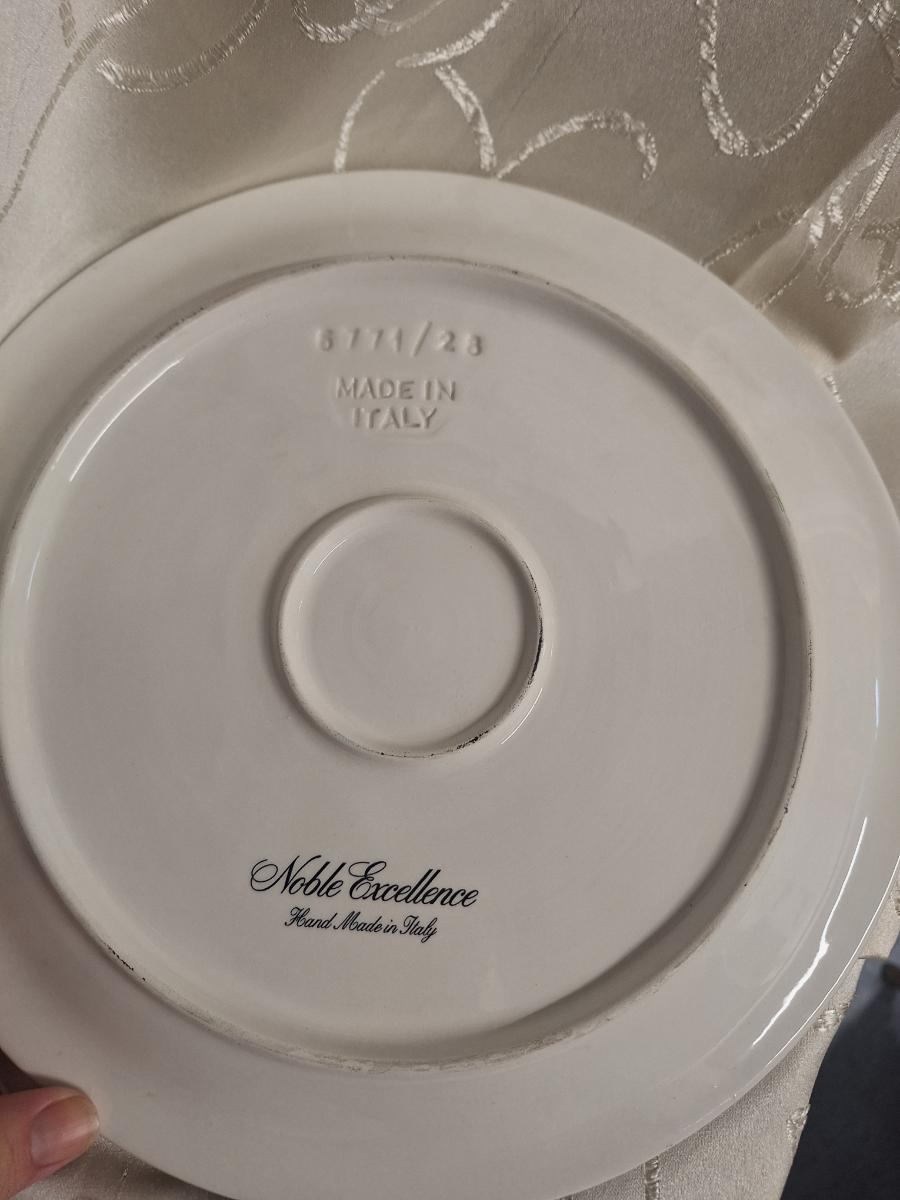 6771/28
MADE IN
ITALY
Noble Excellence
Hand Made in Italy